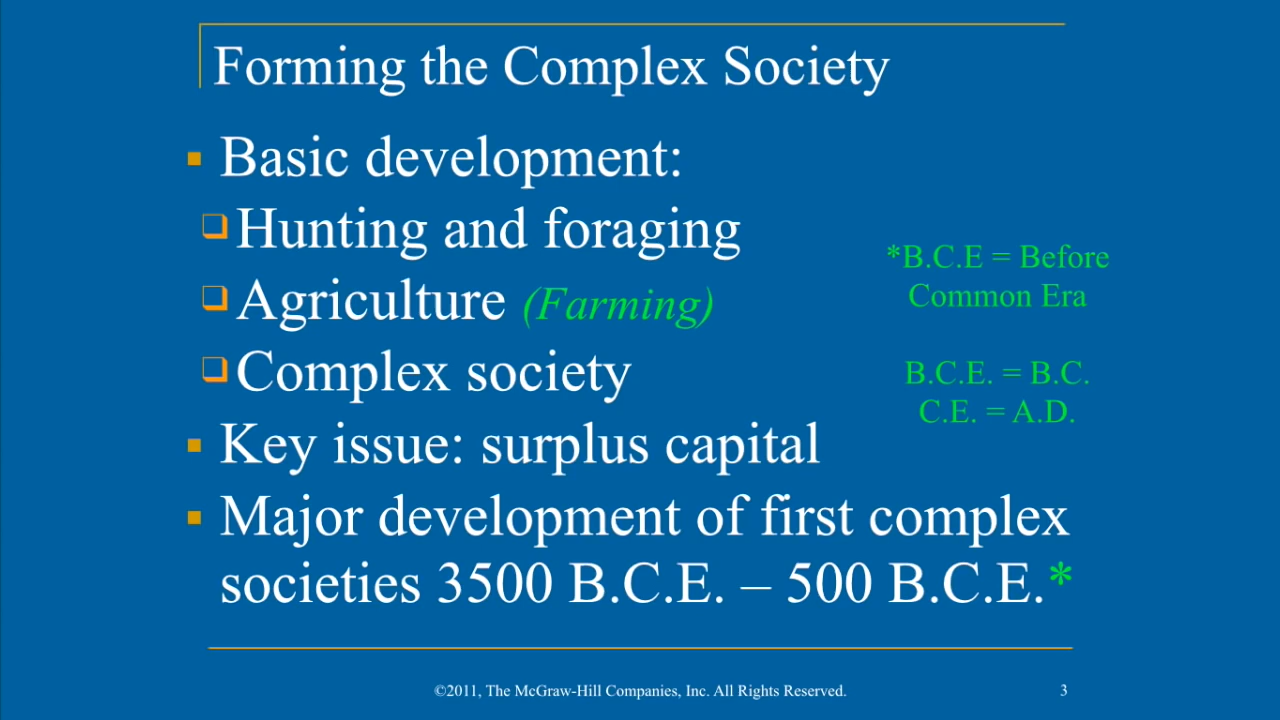 Forming the Complex Society
Basic development:
Hunting and foraging
Agriculture (Farming)
Complex society
Key issue: surplus capital
Major development of first complex
societies 3500 B.C.E. – 500 B.C.E.*
*B.C.E = Before
Common Era
B.C.E. = B.C.
C.E. = A.D.
©2011, The McGraw-Hill Companies, Inc. All Rights Reserved.
3